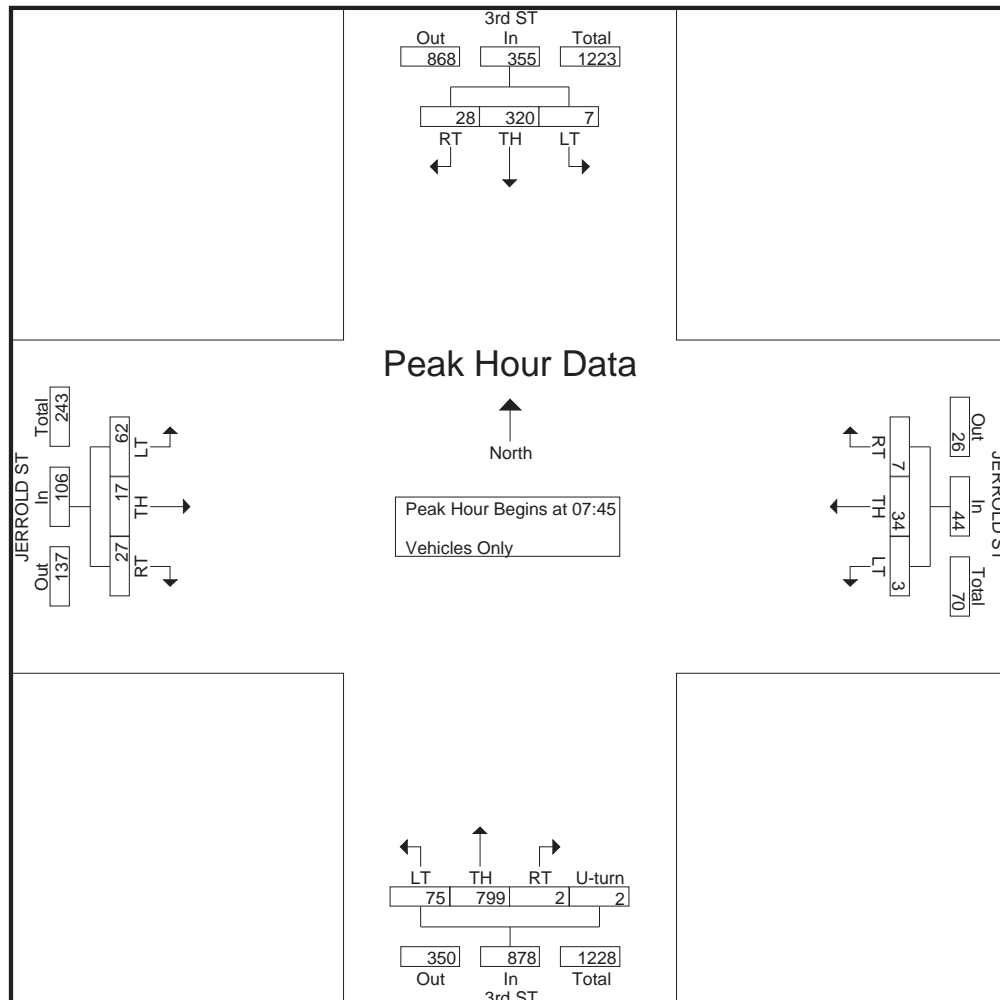 3rd ST
Out In Total
868 355 1223
28 320 7
RT TH LT
Peak Hour Data
North
Peak Hour Begins at 07:45
Vehicles Only
JERROLD ST
Total In Out
243 106 137
62 17 27
LT TH RT
JERROLD ST
Out In Total
26 44 70
7 34 3
RT TH LT
LT TH RT U-turn
75 799 2 2
350 878 1228
Out In Total
3rd ST